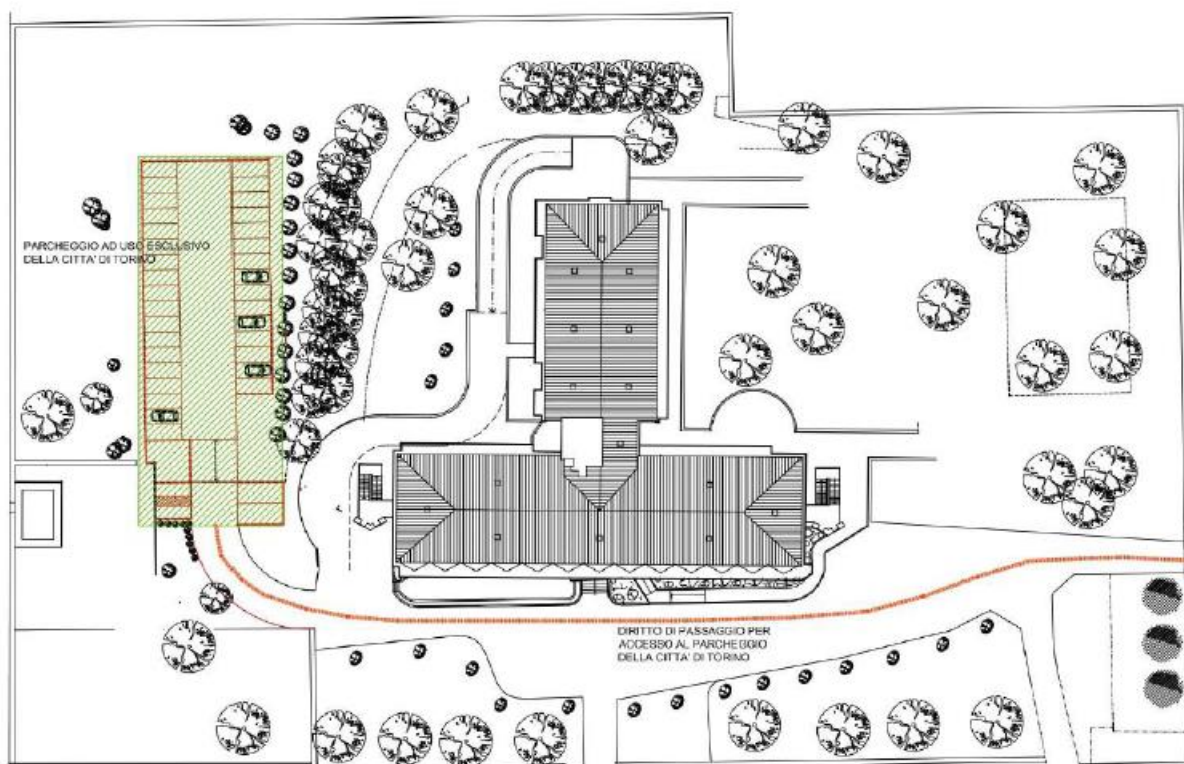 PARCHEGGIO AD USO ESCLUSIVO
DELLA CITTA' DI TORINO
DIRITTO DI PASSAGGIO PER
ACCESSO AL PARCHEGGIO
DELLA CITTA' DI TORINO